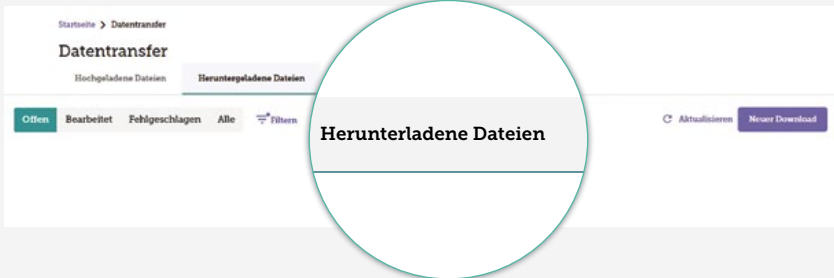 Startseite > Datentransfer
Datentransfer
Hochgeladene Dateien Heruntergeladene Dateien
Offen Bearbeitet Fehlgeschlagen Alle Filtern Aktualisieren Neuer Download
Herunterladene Dateien